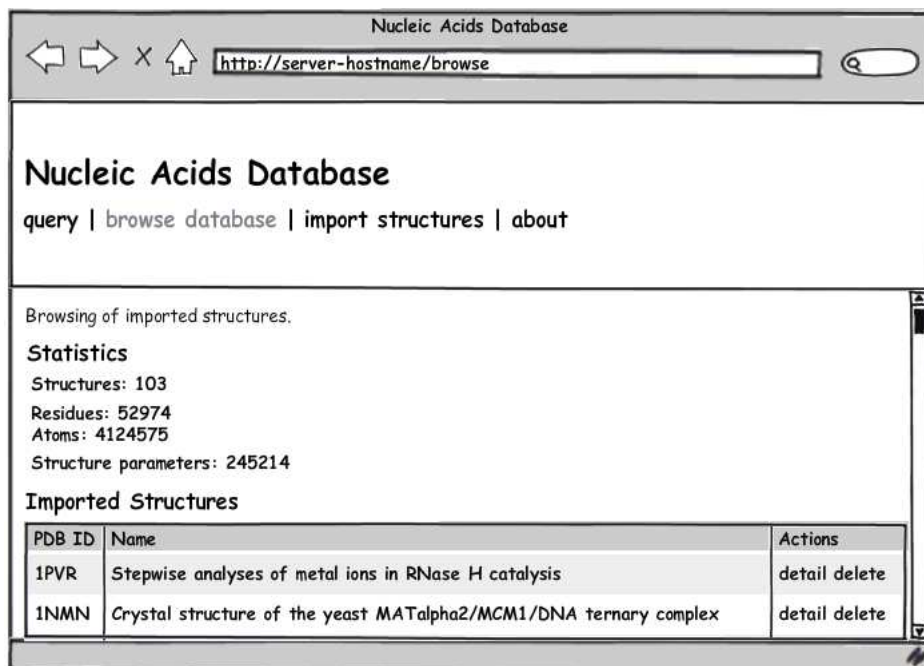 Nucleic Acids Database
X
http://server-hostname/browse
Nucleic Acids Database
query | browse database | import structures | about
Browsing of imported structures.
Statistics
Structures: 103
Residues: 52974
Atoms: 4124575
Structure parameters: 245214
Imported Structures
PDB ID Name Actions
1PVR Stepwise analyses of metal ions in RNase H catalysis detail delete
1NMN Crystal structure of the yeast MATalpha2/MCM1/DNA ternary complex detail delete